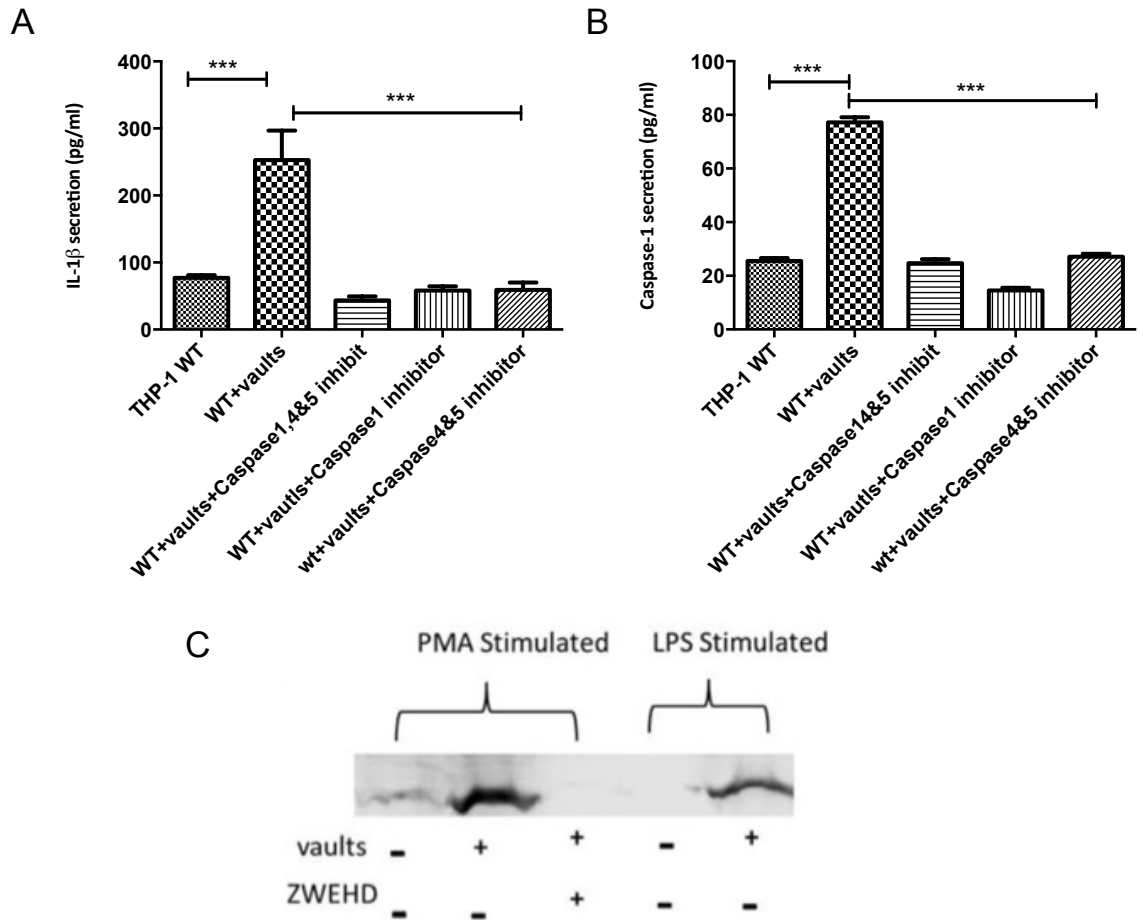 A
B
IL-1β secretion (pg/ml)
400
300
200
100
0
***
***
THP-1 WT
WT+vaults
WT+vaults+Caspase1,4&5 inhibit
WT+vautls+Caspase1 inhibitor
wt+vaults+Caspase4&5 inhibitor
Caspase-1 secretion (pg/ml)
100
80
60
40
20
0
***
***
THP-1 WT
WT+vaults
WT+vaults+Caspase14&5 inhibit
WT+vautls+Caspase1 inhibitor
wt+vaults+Caspase4&5 inhibitor
C
PMA Stimulated LPS Stimulated
vaults - + + - +
ZWEHD - - + - -